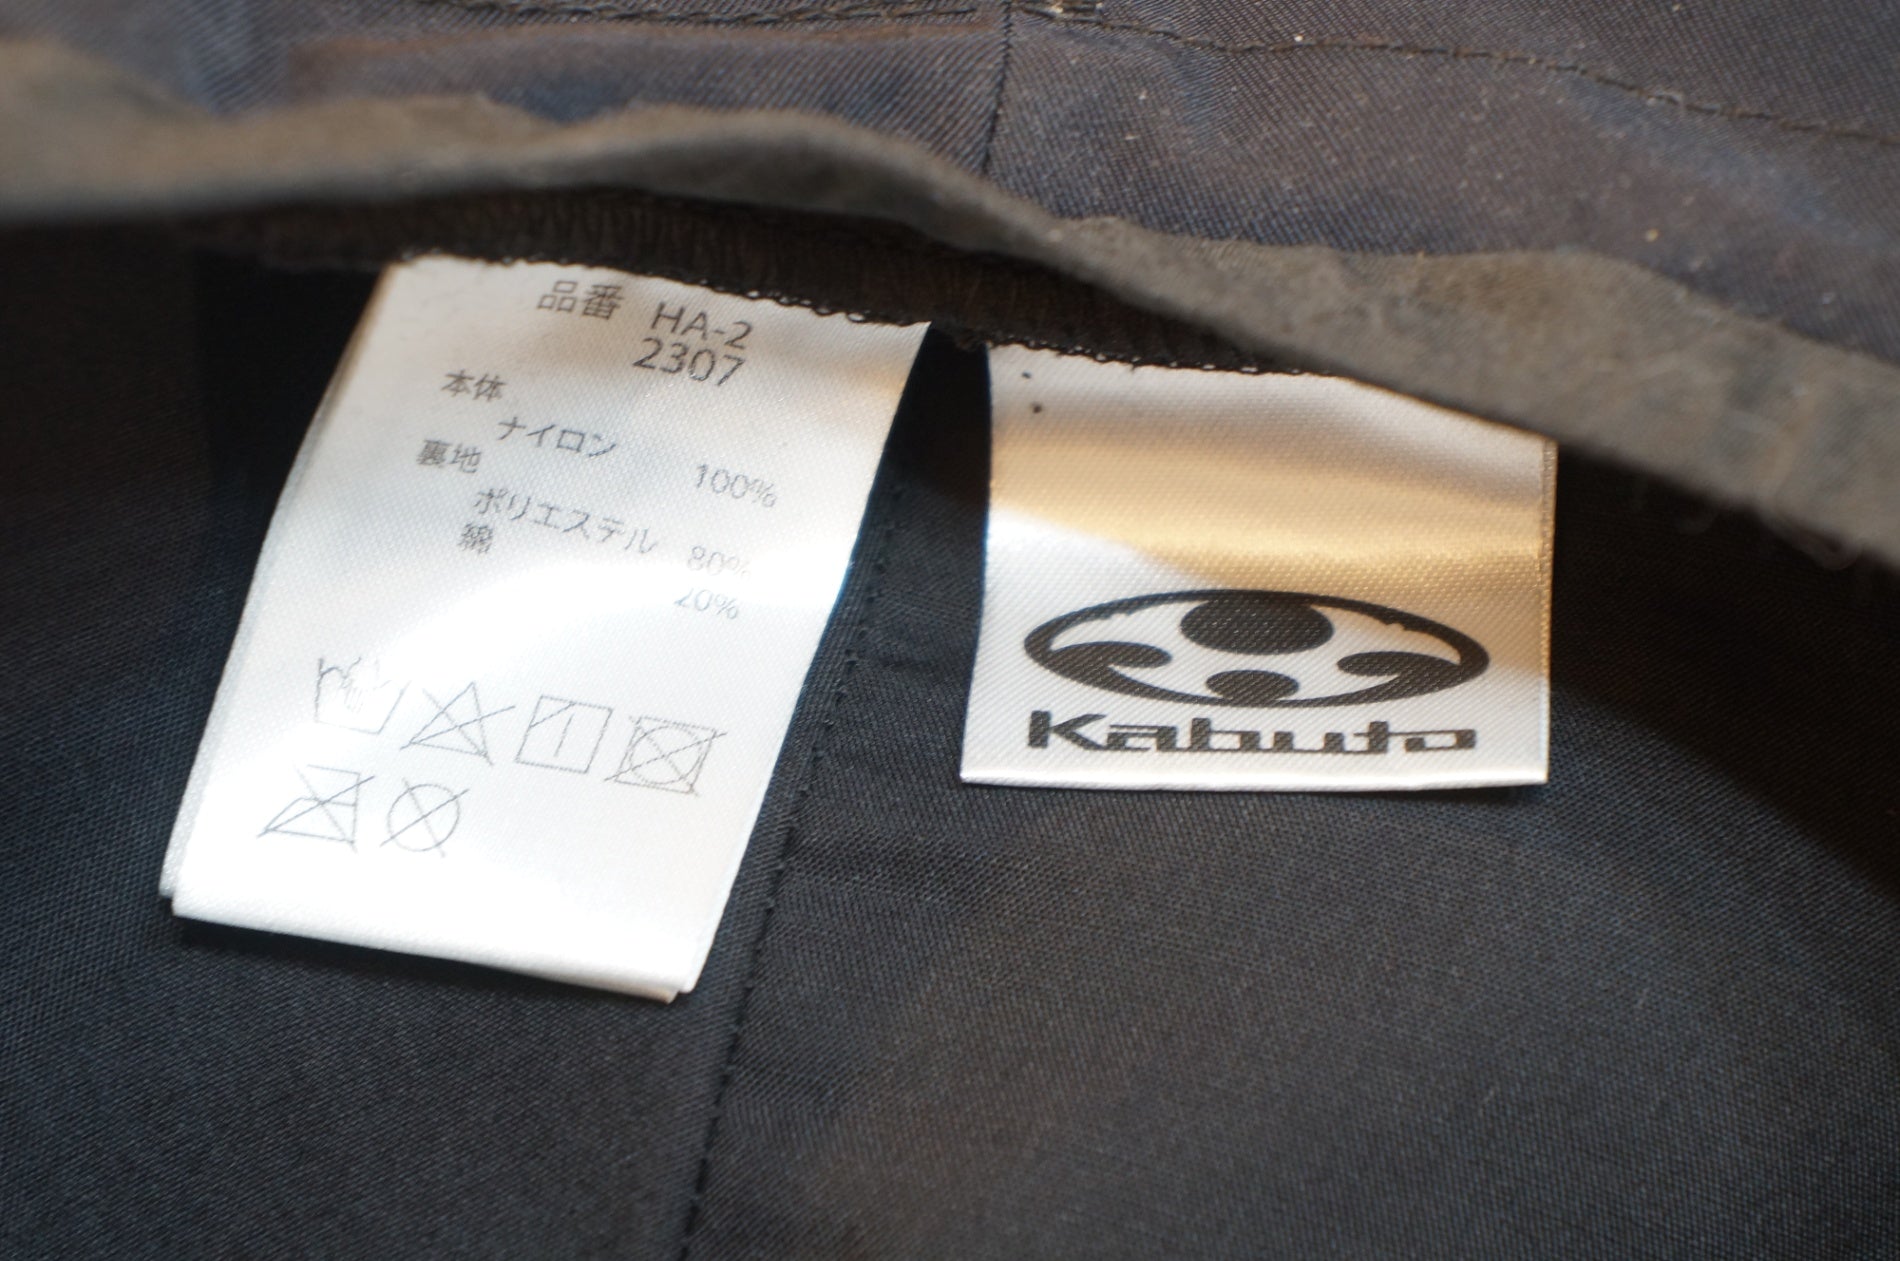 品番 HA-2
2307
本体
ナイロン 100%
裏地
ポリエステル 80%
綿 20%
Kabuto